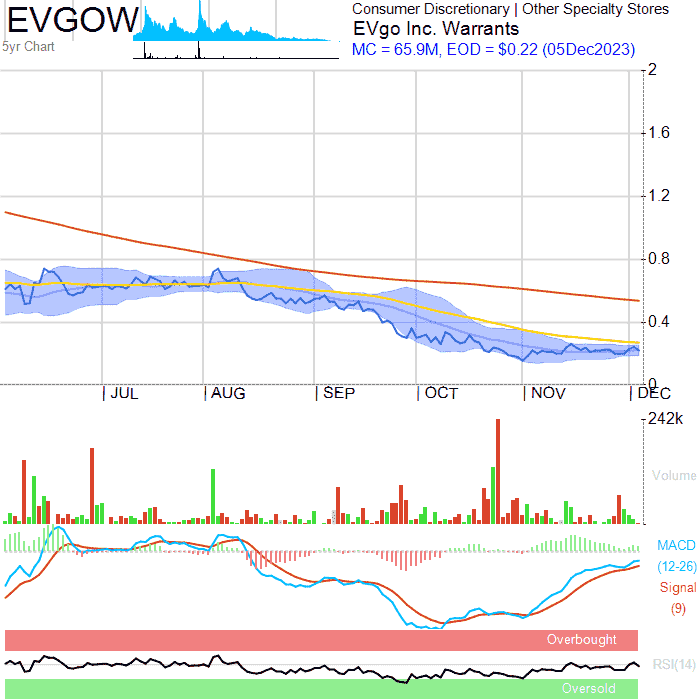 EVGOW
5yr Chart
Consumer Discretionary | Other Specialty Stores
EVgo Inc. Warrants
MC = 65.9M, EOD = $0.22 (05Dec2023)
2
1.6
1.2
0.8
0.4
0
JUL
AUG
SEP
OCT
NOV
DEC
242k
Volume
MACD
(12-26)
Signal
(9)
Overbought
RSI(14)
Oversold